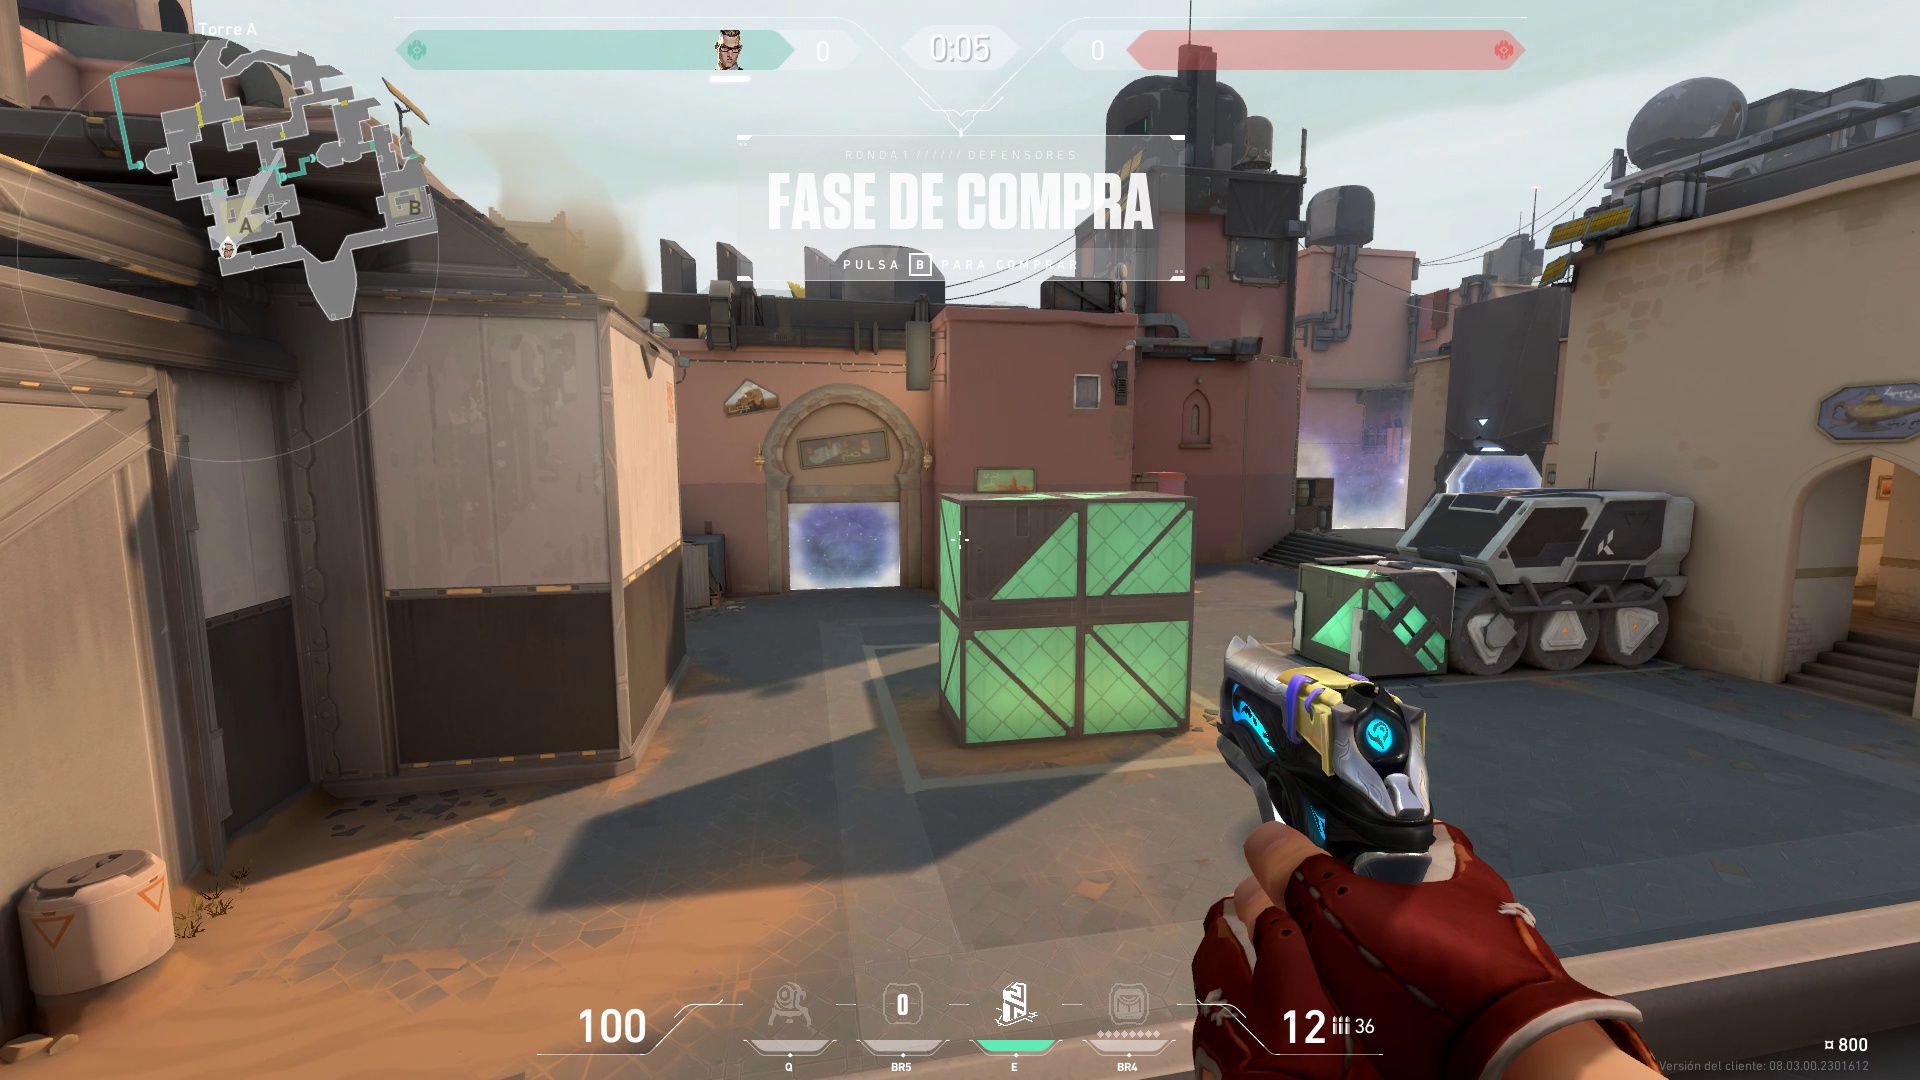 Torre A
0
0:05
0
RONDA 1 ////// DEFENSORES
FASE DE COMPRA
PULSA B PARA COMPRAR
A
B
100
0
12
36
Q
BR5
E
BR4
¤ 800
Versión del cliente: 08.03.00.2301612